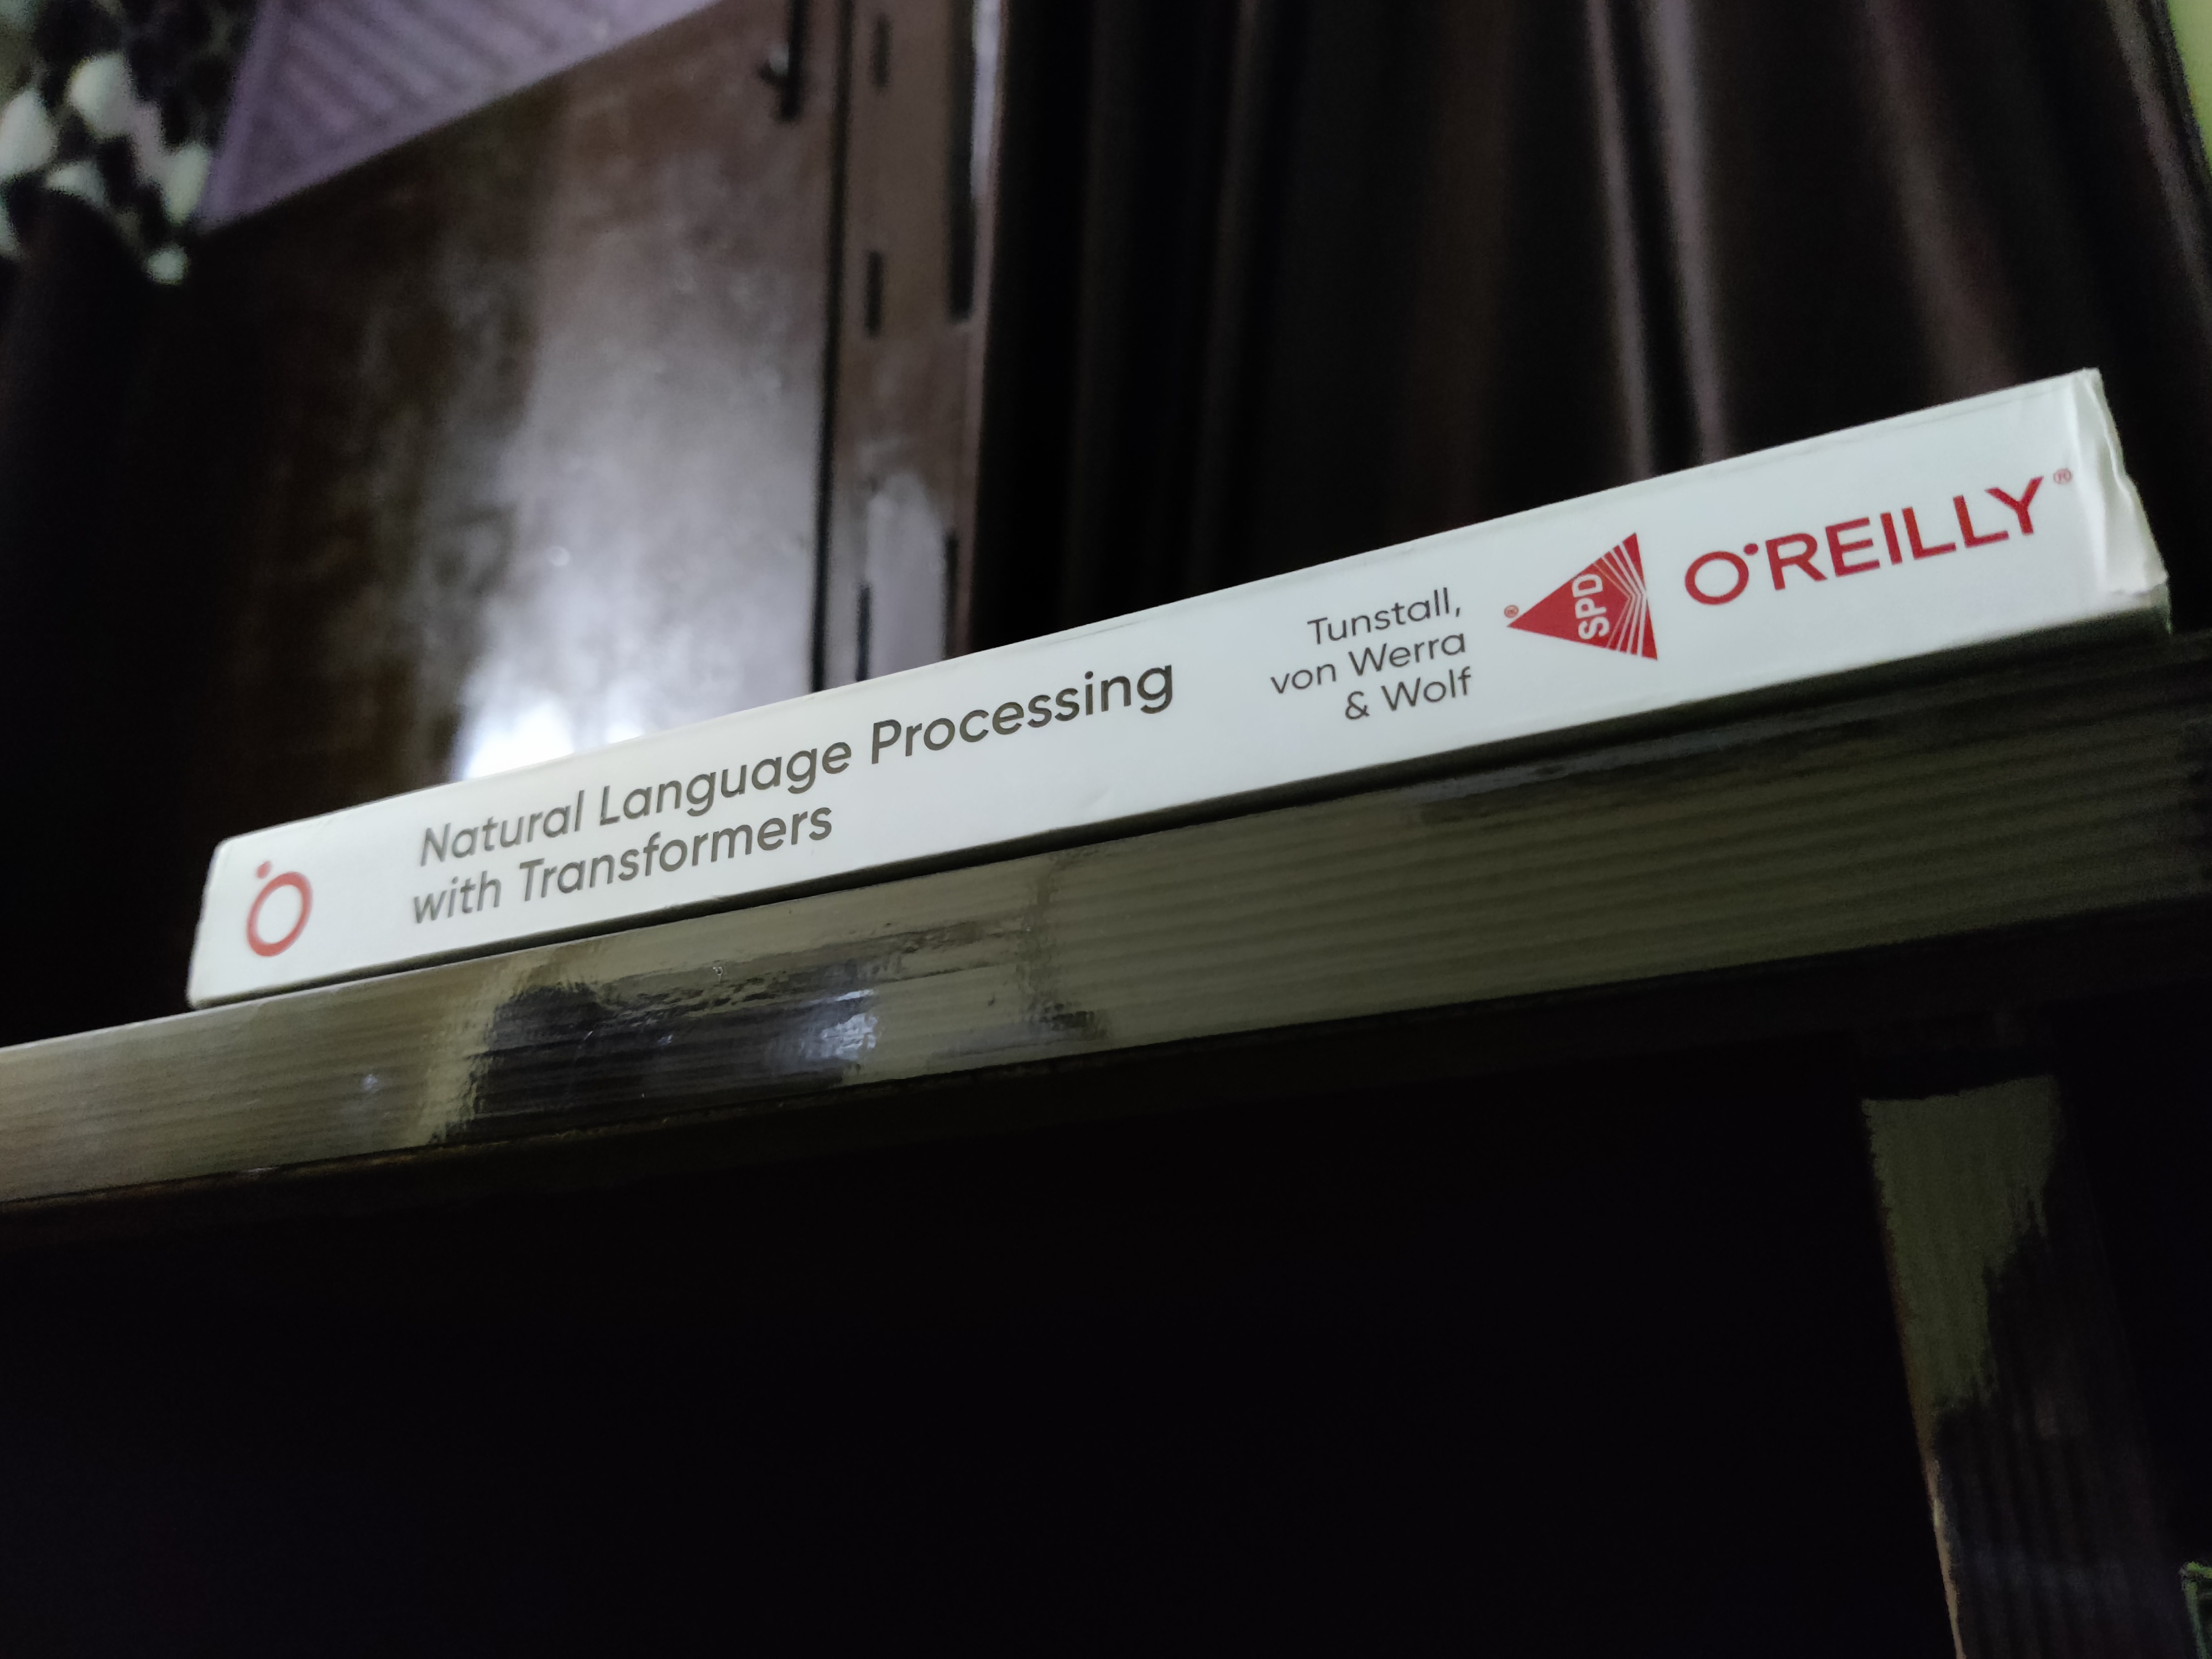 Natural Language Processing
with Transformers
Tunstall,
von Werra
& Wolf
SPD®
O'REILLY®